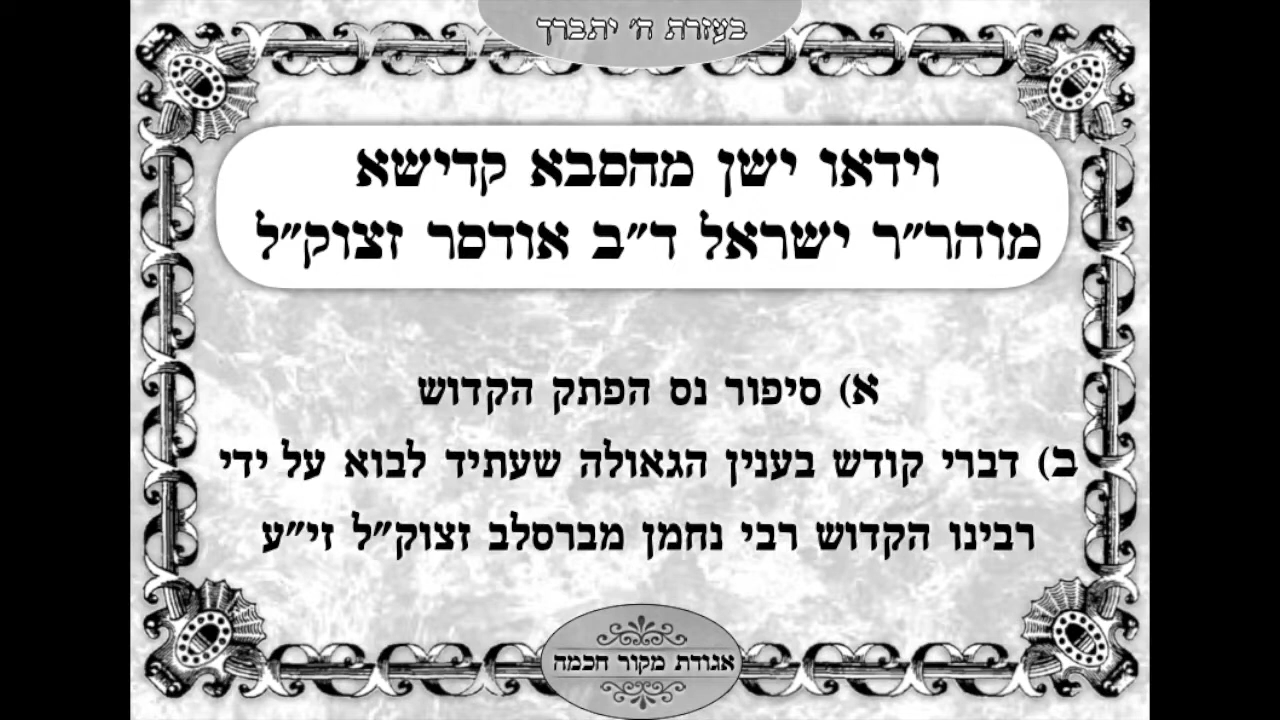 בעזרת ה' יתברך
וידאו ישן מהסבא קדישא
מוהר״ר ישראל ד״ב אודסר זצוק״ל
א) סיפור נס הפתק הקדוש
ב) דברי קודש בענין הגאולה שעתיד לבוא על ידי
רבינו הקדוש רבי נחמן מברסלב זצוק״ל זי״ע
אגודת מקור חכמה